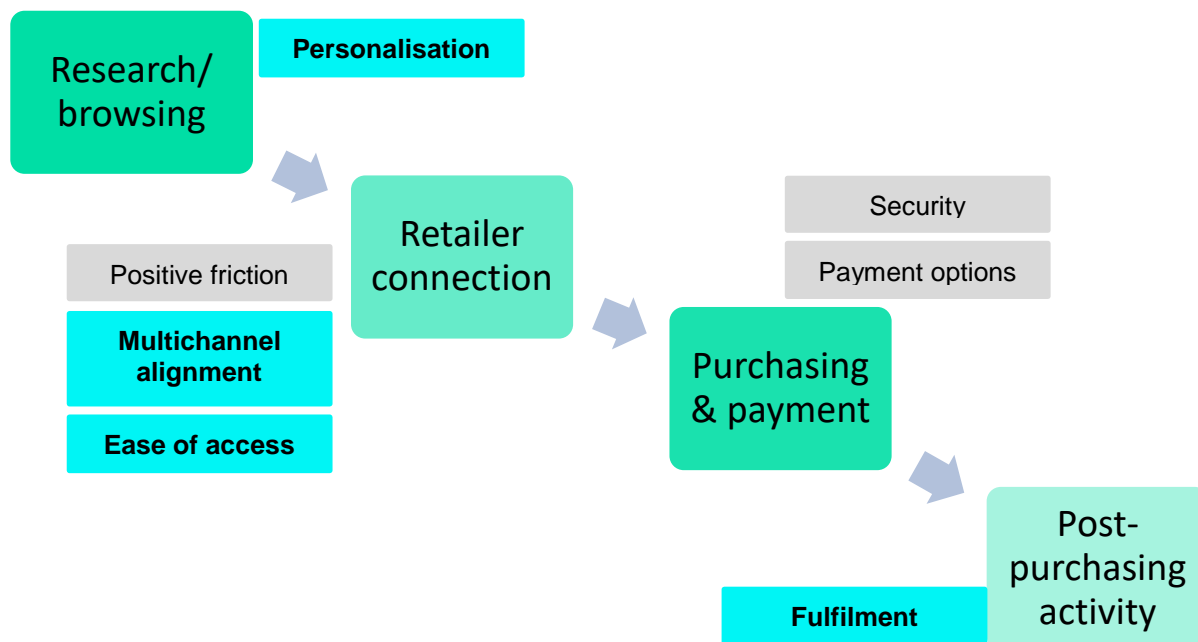 Research/
browsing
Personalisation
Retailer
connection
Positive friction
Multichannel
alignment
Ease of access
Security
Payment options
Purchasing
& payment
Post-
purchasing
activity
Fulfilment